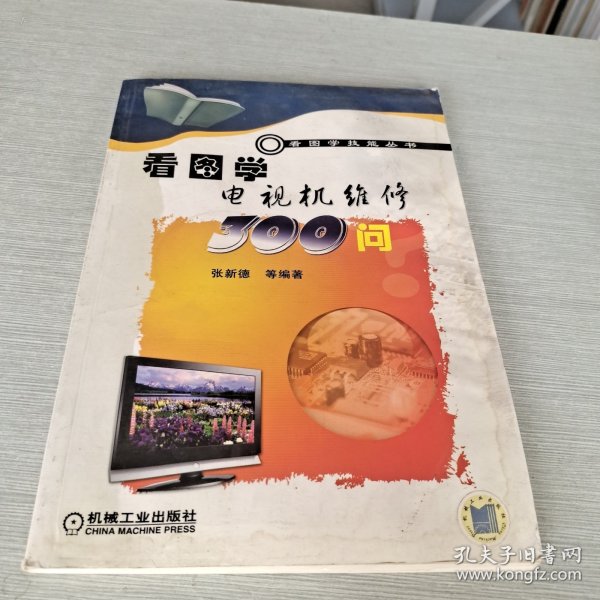 看图学技能丛书
看图学
电视机维修
300问
张新德 等编著
机械工业出版社
CHINA MACHINE PRESS
孔夫子旧书网
www.kongfz.com